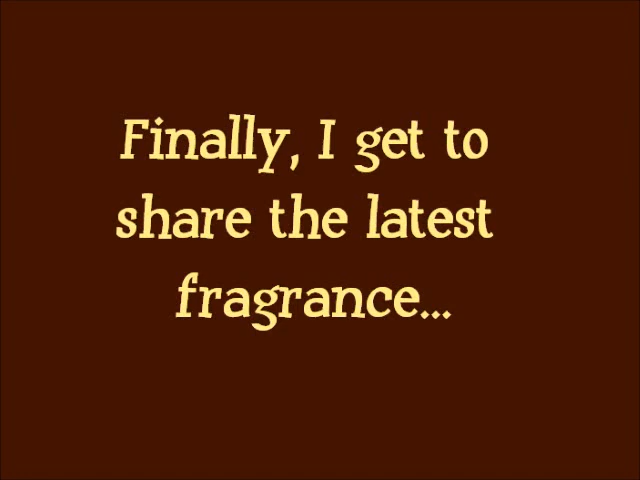 Finally, I get to
share the latest
fragrance...